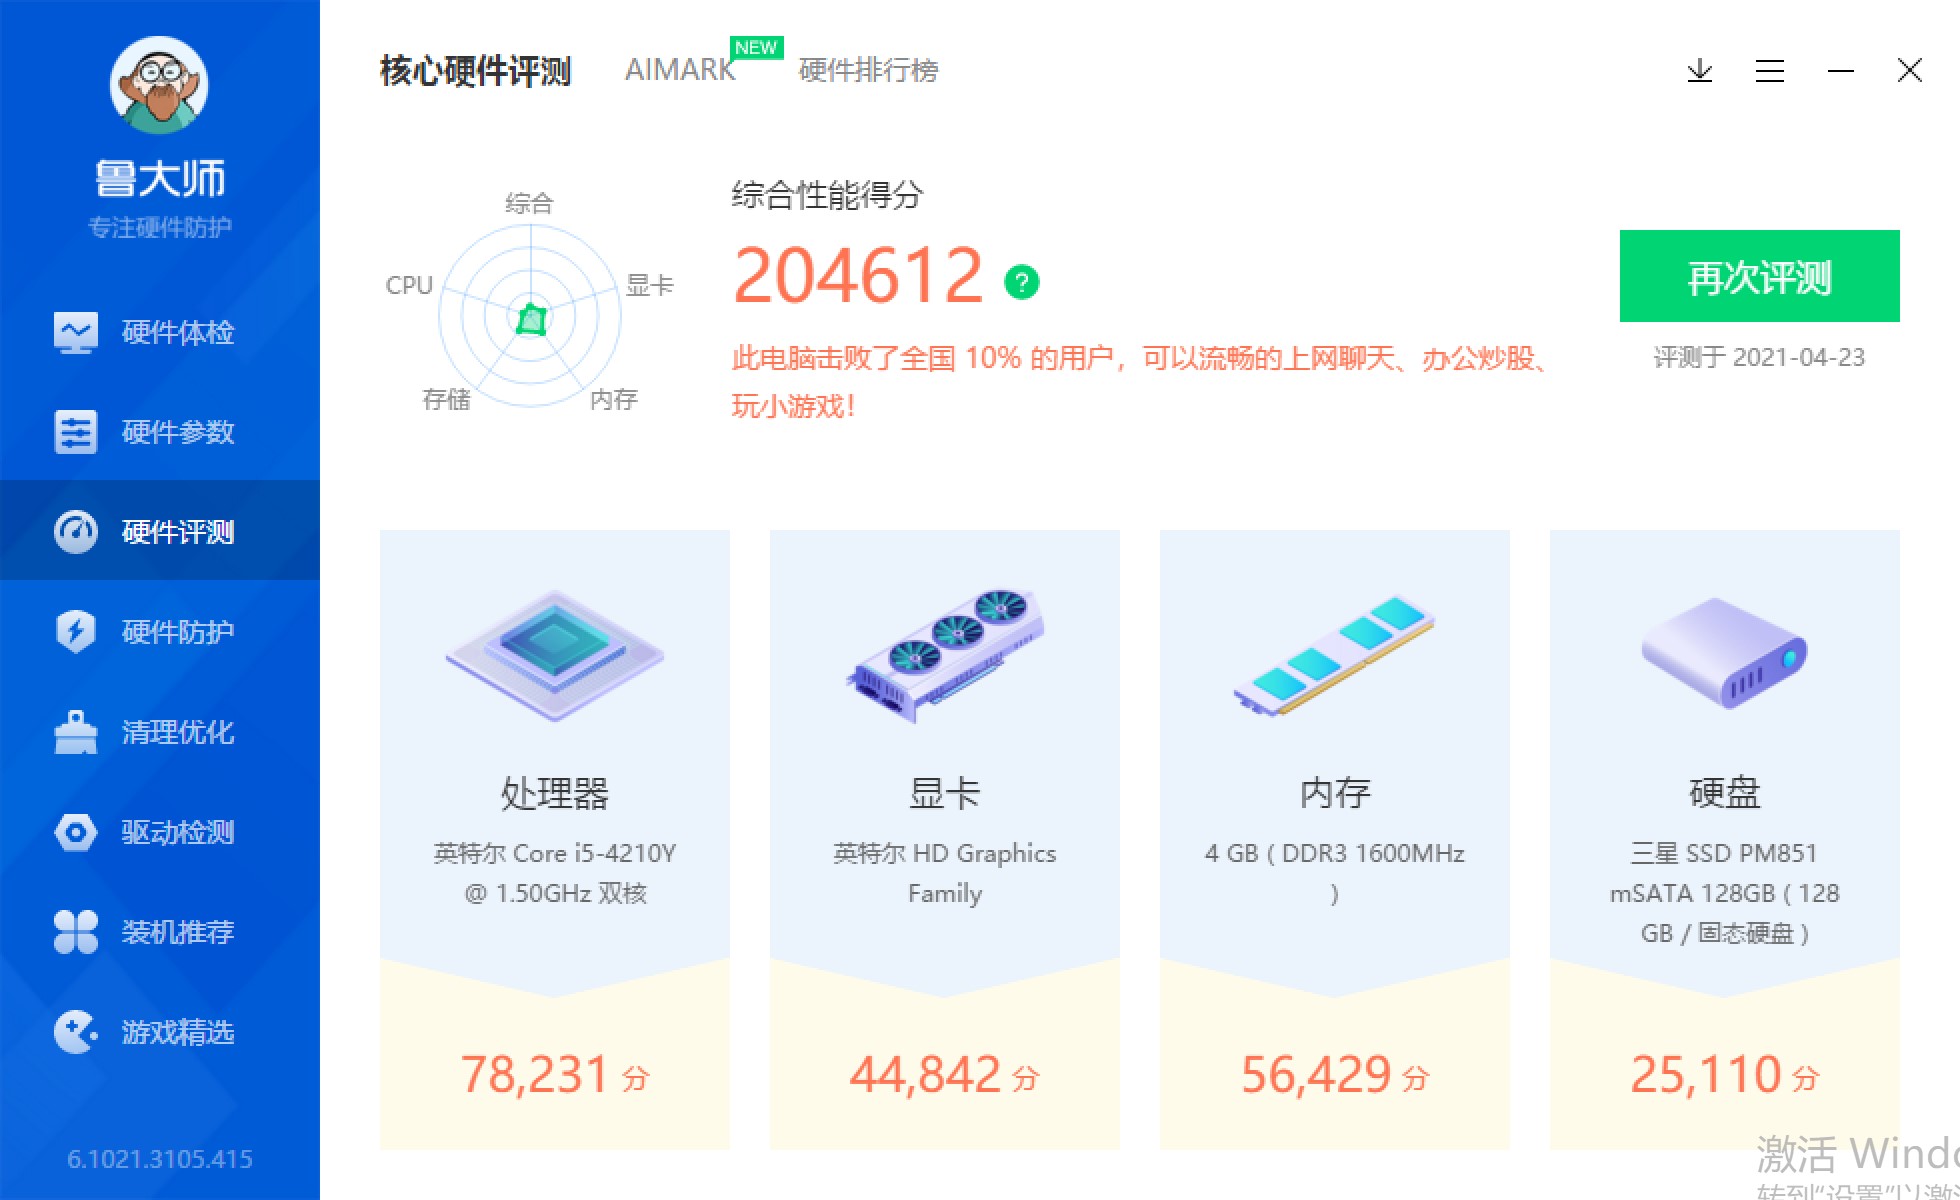 鲁大师
专注硬件防护
硬件体检
硬件参数
硬件评测
硬件防护
清理优化
驱动检测
装机推荐
游戏精选
6.1021.3105.415
核心硬件评测
AIMARK
NEW
硬件排行榜
综合
CPU
显卡
存储
内存
综合性能得分
204612
?
此电脑击败了全国 10% 的用户，可以流畅的上网聊天、办公炒股、
玩小游戏！
再次评测
评测于 2021-04-23
处理器
英特尔 Core i5-4210Y
@ 1.50GHz 双核
78,231 分
显卡
英特尔 HD Graphics
Family
44,842 分
内存
4 GB ( DDR3 1600MHz
)
56,429 分
硬盘
三星 SSD PM851
mSATA 128GB ( 128
GB / 固态硬盘 )
25,110 分
激活 Windo
转到"设置"以激